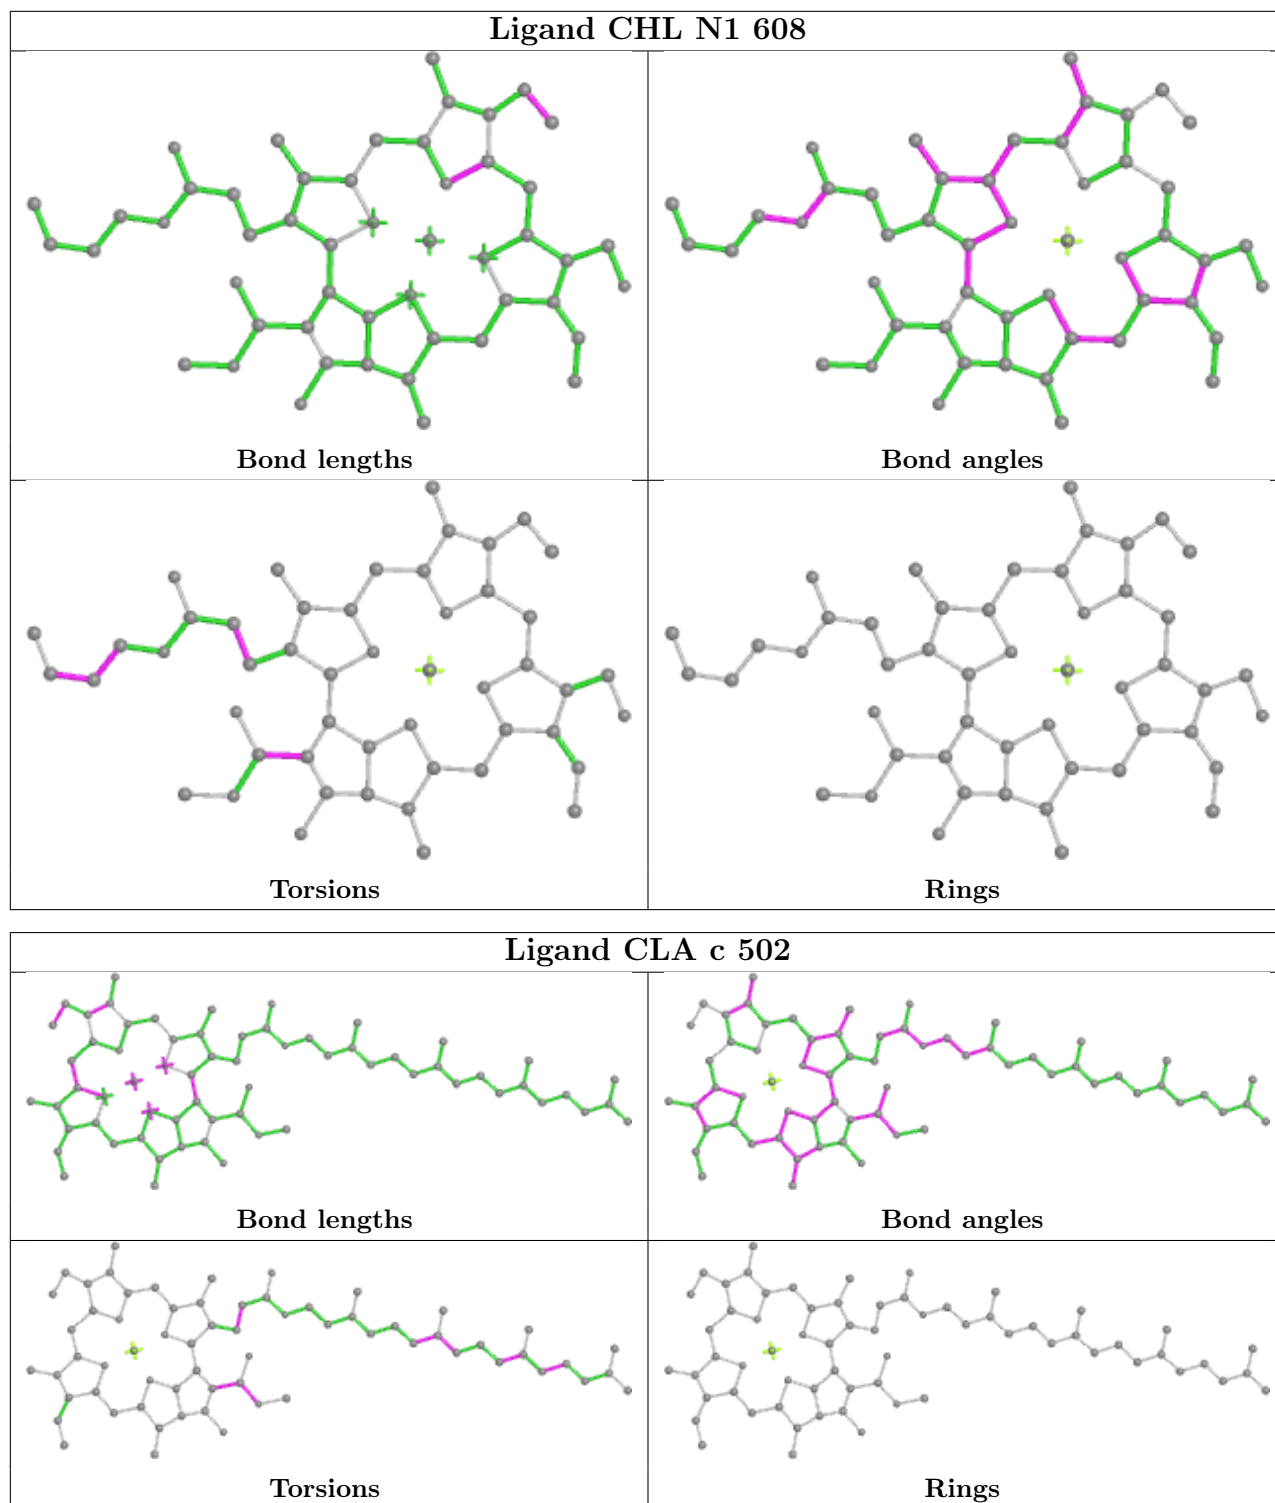 Ligand CHL N1 608
Bond lengths
Bond angles
Torsions
Rings
Ligand CLA c 502
Bond lengths
Bond angles
Torsions
Rings